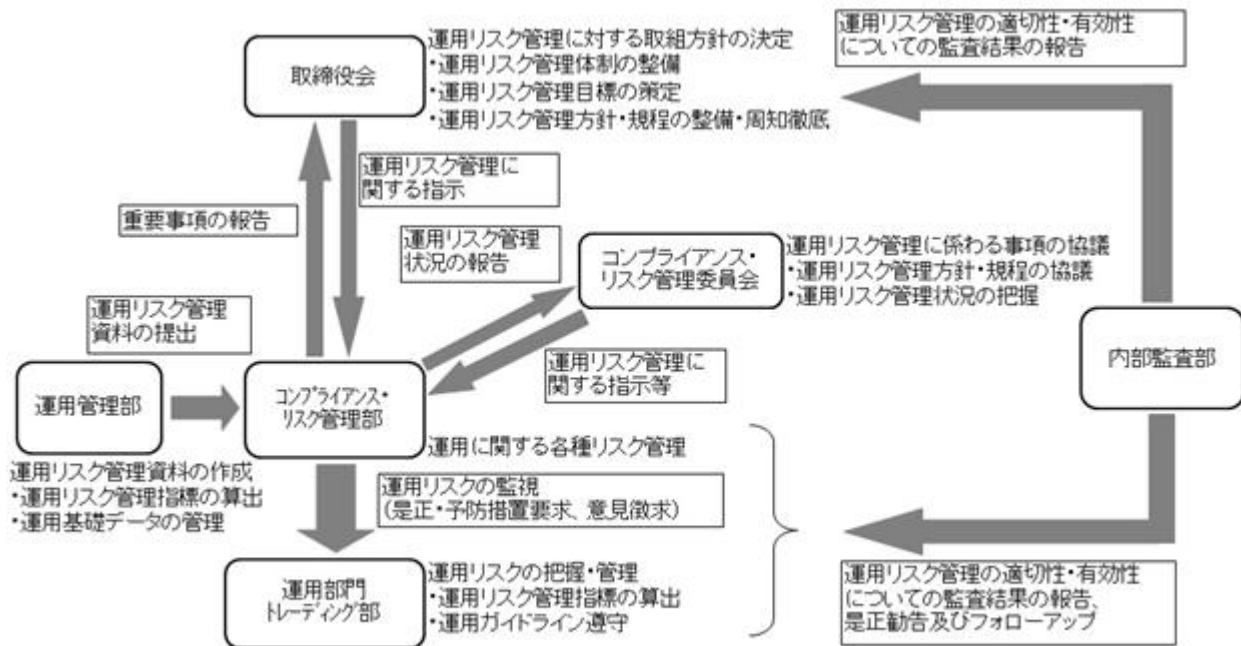 取締役会
運用リスク管理に対する取組方針の決定
・運用リスク管理体制の整備
・運用リスク管理目標の策定
・運用リスク管理方針・規程の整備・周知徹底
運用リスク管理の適切性・有効性
についての監査結果の報告
運用リスク管理に
関する指示
重要事項の報告
運用リスク管理
状況の報告
コンプライアンス・
リスク管理委員会
運用リスク管理に係わる事項の協議
・運用リスク管理方針・規程の協議
・運用リスク管理状況の把握
運用リスク管理
資料の提出
運用リスク管理に
関する指示等
内部監査部
運用管理部
コンプライアンス・
リスク管理部
運用に関する各種リスク管理
運用リスク管理資料の作成
・運用リスク管理指標の算出
・運用基礎データの管理
運用リスクの監視
(是正・予防措置要求、意見徴求)
運用部門
トレーディング部
運用リスクの把握・管理
・運用リスク管理指標の算出
・運用ガイドライン遵守
運用リスク管理の適切性・有効性
についての監査結果の報告、
是正勧告及びフォローアップ